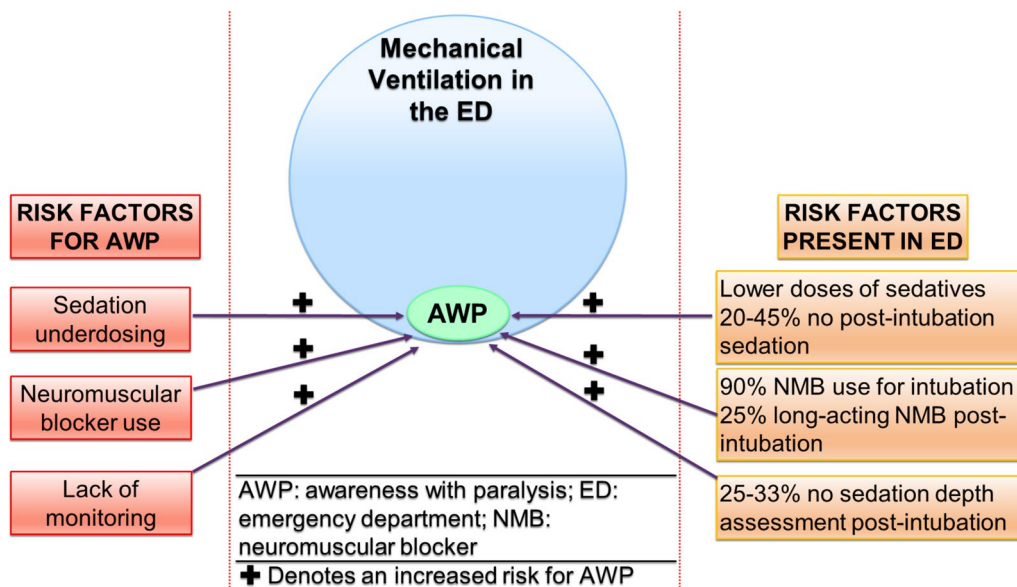 Mechanical
Ventilation in
the ED
RISK FACTORS
FOR AWP
Sedation
underdosing
Neuromuscular
blocker use
Lack of
monitoring
AWP
RISK FACTORS
PRESENT IN ED
Lower doses of sedatives
20-45% no post-intubation
sedation
90% NMB use for intubation
25% long-acting NMB post-
intubation
25-33% no sedation depth
assessment post-intubation
AWP: awareness with paralysis; ED:
emergency department; NMB:
neuromuscular blocker
✚ Denotes an increased risk for AWP